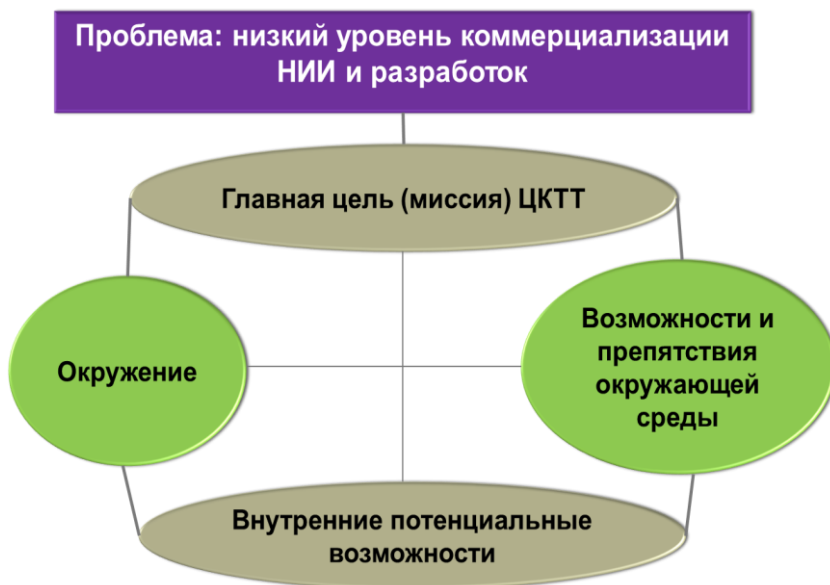 Проблема: низкий уровень коммерциализации
НИИ и разработок
Главная цель (миссия) ЦКТТ
Окружение
Возможности и
препятствия
окружающей
среды
Внутренние потенциальные
возможности